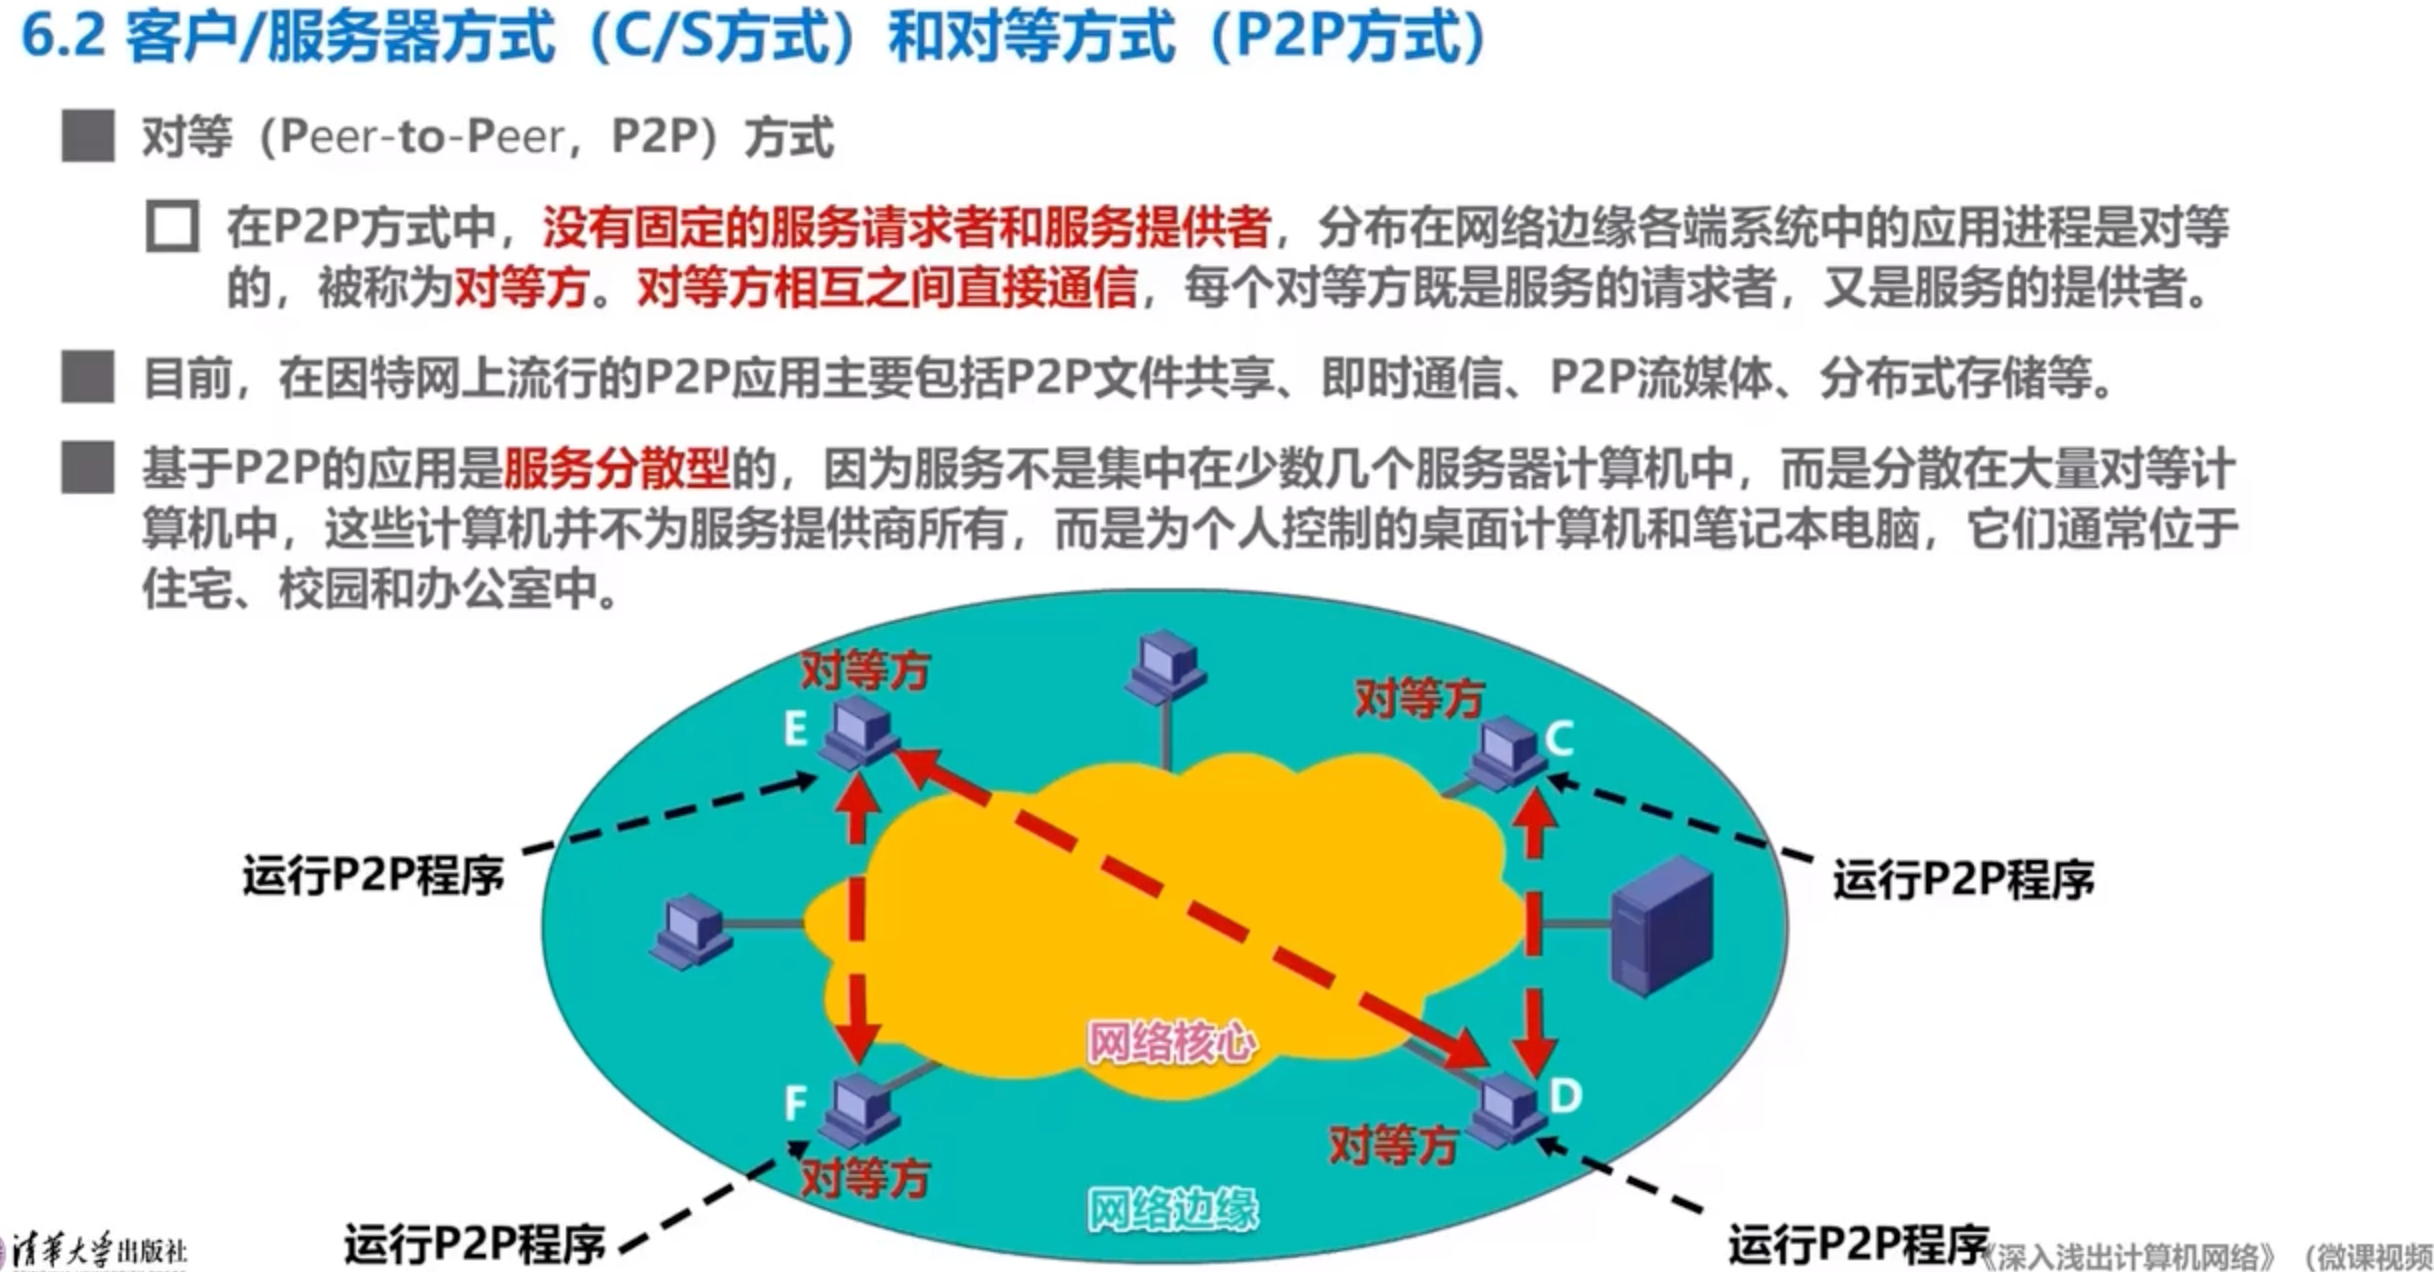 6.2 客户/服务器方式（C/S方式）和对等方式（P2P方式）
对等（Peer-to-Peer，P2P）方式
在P2P方式中，没有固定的服务请求者和服务提供者，分布在网络边缘各端系统中的应用进程是对等
的，被称为对等方。对等方相互之间直接通信，每个对等方既是服务的请求者，又是服务的提供者。
目前，在因特网上流行的P2P应用主要包括P2P文件共享、即时通信、P2P流媒体、分布式存储等。
基于P2P的应用是服务分散型的，因为服务不是集中在少数几个服务器计算机中，而是分散在大量对等计
算机中，这些计算机并不为服务提供商所有，而是为个人控制的桌面计算机和笔记本电脑，它们通常位于
住宅、校园和办公室中。
对等方
对等方
E
C
运行P2P程序
运行P2P程序
网络核心
F
D
对等方
对等方
网络边缘
运行P2P程序
运行P2P程序
清华大学出版社
《深入浅出计算机网络》（微课视频